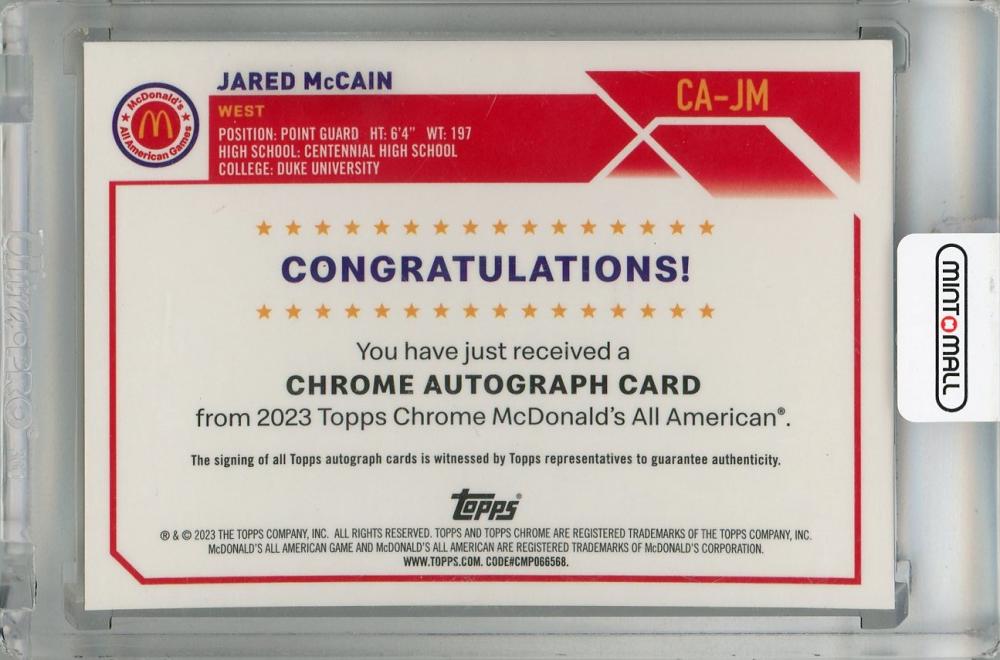 JARED McCAIN
WEST
POSITION: POINT GUARD HT: 6'4" WT: 197
HIGH SCHOOL: CENTENNIAL HIGH SCHOOL
COLLEGE: DUKE UNIVERSITY
McDonald's
All American Games
CA-JM
CONGRATULATIONS!
You have just received a
CHROME AUTOGRAPH CARD
from 2023 Topps Chrome McDonald's All American®.
The signing of all Topps autograph cards is witnessed by Topps representatives to guarantee authenticity.
topps®
® & © 2023 THE TOPPS COMPANY, INC. ALL RIGHTS RESERVED. TOPPS AND TOPPS CHROME ARE REGISTERED TRADEMARKS OF THE TOPPS COMPANY, INC.
McDONALD'S ALL AMERICAN GAME AND McDONALD'S ALL AMERICAN ARE REGISTERED TRADEMARKS OF McDONALD'S CORPORATION.
WWW.TOPPS.COM. CODE#CMP066568.
MINT MALL
Ultra PRO